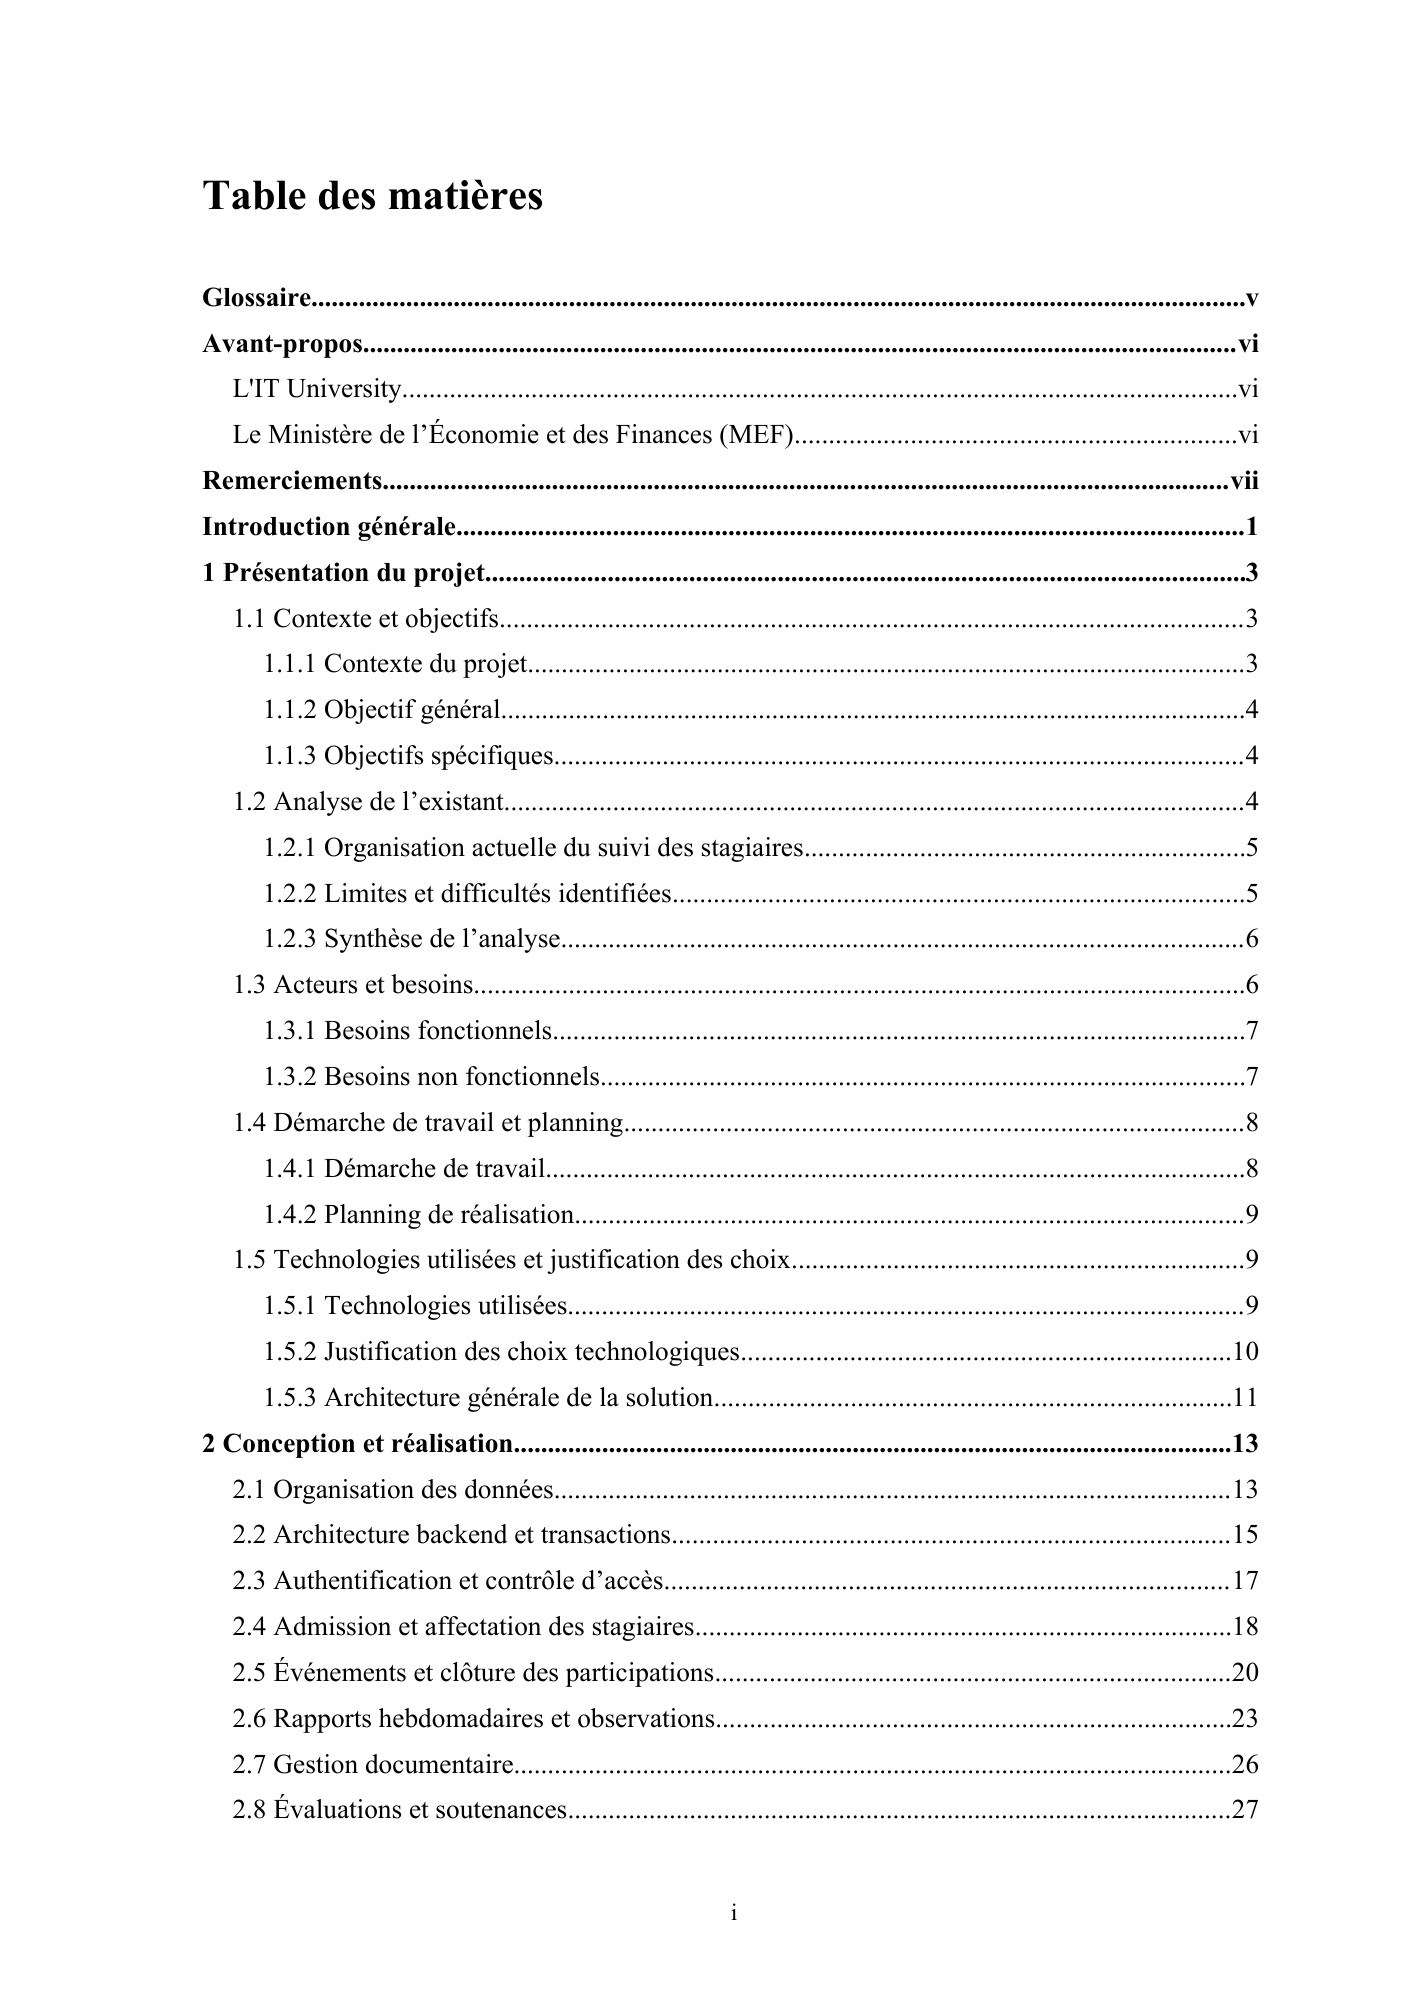 Table des matières
Glossaire....................v
Avant-propos....................vi
L'IT University....................vi
Le Ministère de l’Économie et des Finances (MEF)....................vi
Remerciements....................vii
Introduction générale....................1
1 Présentation du projet....................3
1.1 Contexte et objectifs....................3
1.1.1 Contexte du projet....................3
1.1.2 Objectif général....................4
1.1.3 Objectifs spécifiques....................4
1.2 Analyse de l’existant....................4
1.2.1 Organisation actuelle du suivi des stagiaires....................5
1.2.2 Limites et difficultés identifiées....................5
1.2.3 Synthèse de l’analyse....................6
1.3 Acteurs et besoins....................6
1.3.1 Besoins fonctionnels....................7
1.3.2 Besoins non fonctionnels....................7
1.4 Démarche de travail et planning....................8
1.4.1 Démarche de travail....................8
1.4.2 Planning de réalisation....................9
1.5 Technologies utilisées et justification des choix....................9
1.5.1 Technologies utilisées....................9
1.5.2 Justification des choix technologiques....................10
1.5.3 Architecture générale de la solution....................11
2 Conception et réalisation....................13
2.1 Organisation des données....................13
2.2 Architecture backend et transactions....................15
2.3 Authentification et contrôle d’accès....................17
2.4 Admission et affectation des stagiaires....................18
2.5 Événements et clôture des participations....................20
2.6 Rapports hebdomadaires et observations....................23
2.7 Gestion documentaire....................26
2.8 Évaluations et soutenances....................27
i